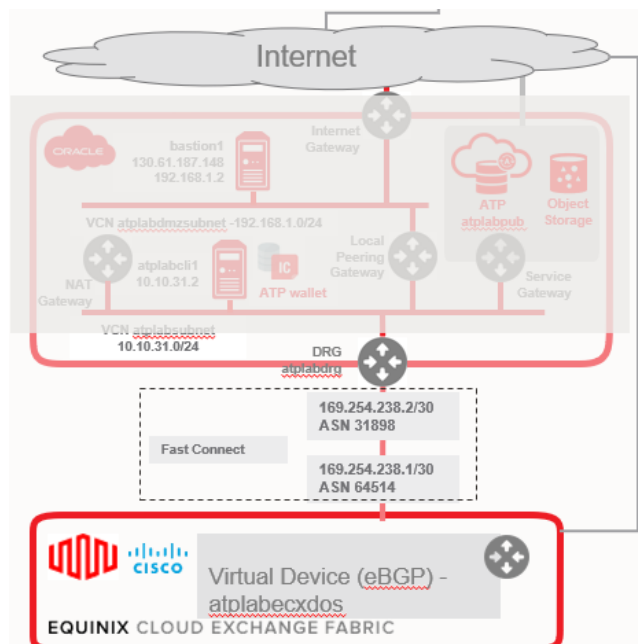 Internet
ORACLE
bastion1
130.61.187.148
192.168.1.2
Internet
Gateway
ATP
atplabpub
Object
Storage
VCN atplabdmzsubnet -192.168.1.0/24
NAT
Gateway
atplabcli1
10.10.31.2
IC
ATP wallet
Local
Peering
Gateway
Service
Gateway
VCN atplabsubnet
10.10.31.0/24
DRG
atplabdrg
169.254.238.2/30
ASN 31898
Fast Connect
169.254.238.1/30
ASN 64514
CISCO
Virtual Device (eBGP) -
atplabecxdos
EQUINIX CLOUD EXCHANGE FABRIC